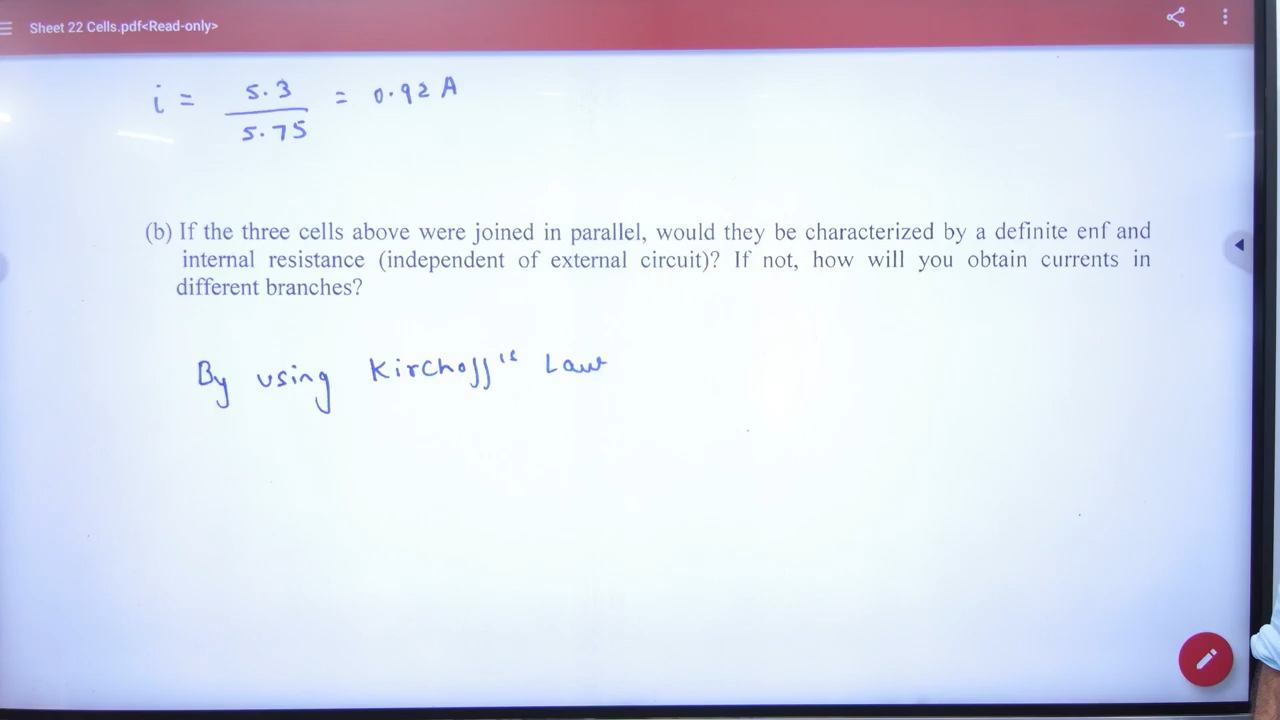 Sheet 22 Cells.pdf<Read-only>
i = 5.3 / 5.75 = 0.92 A
(b) If the three cells above were joined in parallel, would they be characterized by a definite enf and
internal resistance (independent of external circuit)? If not, how will you obtain currents in
different branches?
By using Kirchoff's Law